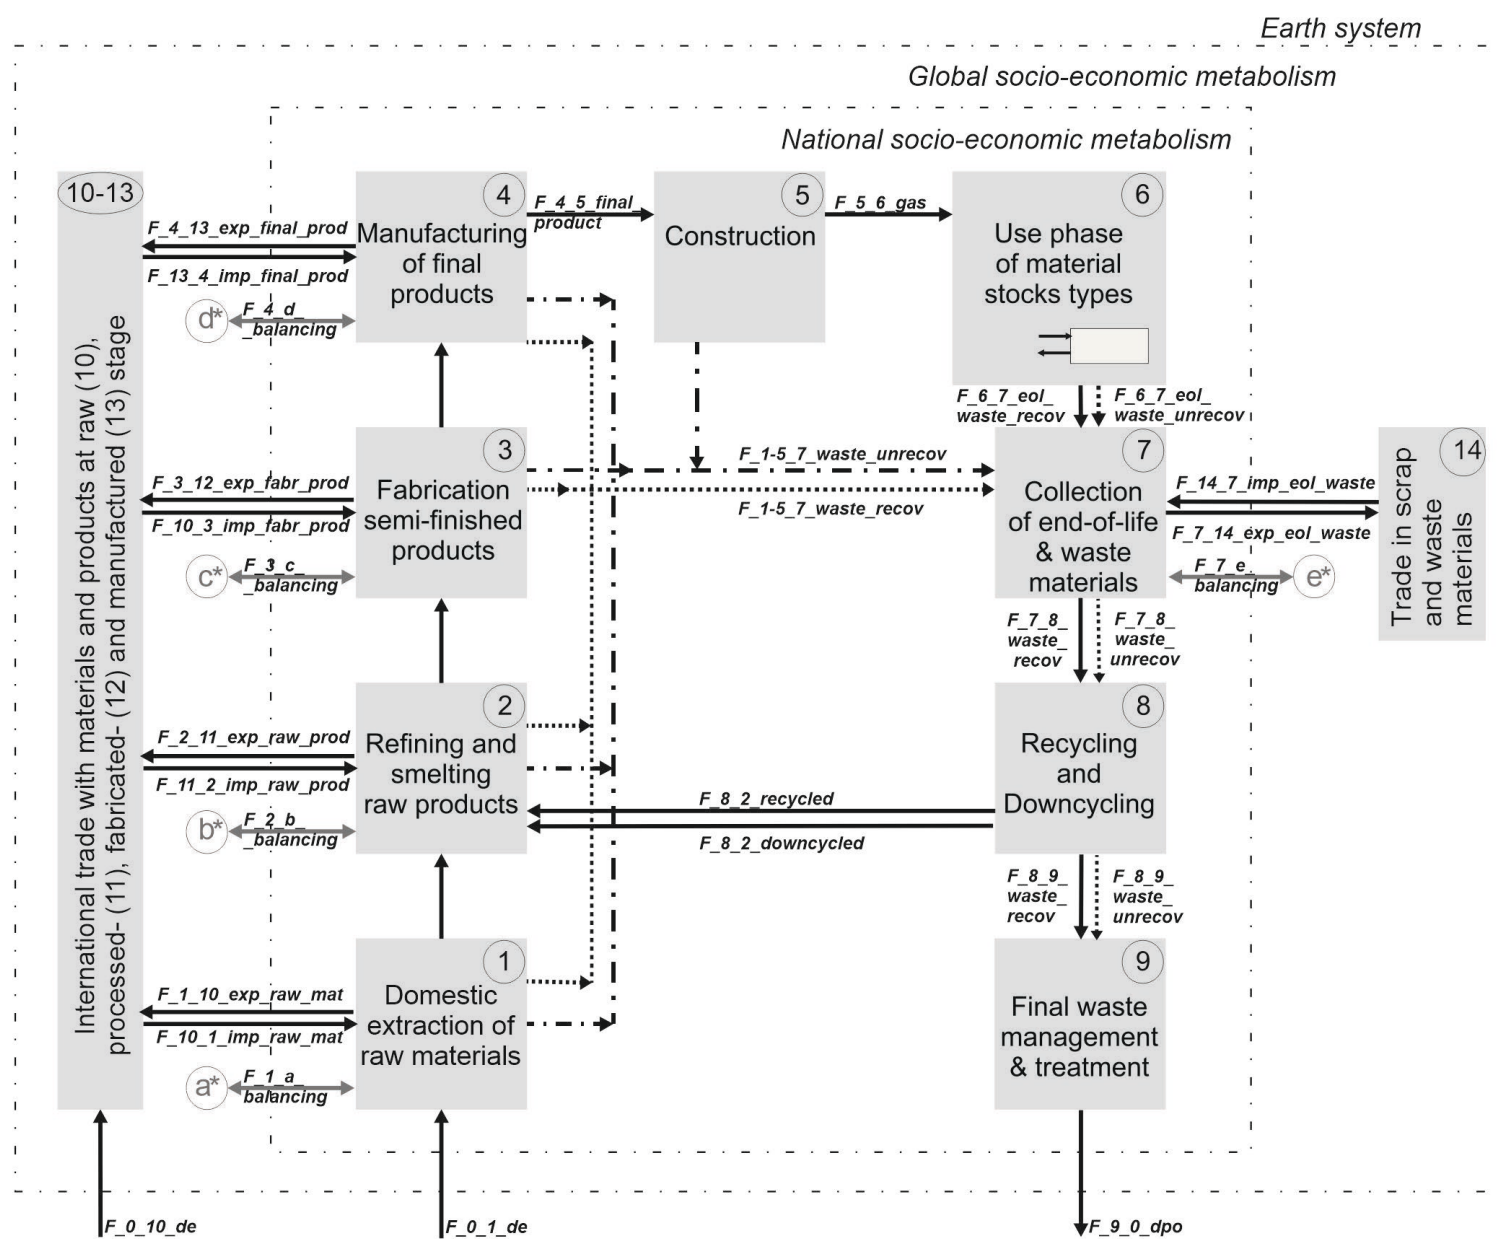 Earth system
Global socio-economic metabolism
National socio-economic metabolism
10-13
International trade with materials and products at raw (10),
processed- (11), fabricated- (12) and manufactured (13) stage
F_4_13_exp_final_prod
F_13_4_imp_final_prod
d*
F_4_d_
_balancing
4
Manufacturing
of final
products
F_4_5_final_
product
5
Construction
F_5_6_gas
6
Use phase
of material
stocks types
F_6_7_eol_
waste_recov
F_6_7_eol_
waste_unrecov
F_3_12_exp_fabr_prod
F_10_3_imp_fabr_prod
c*
F_3_c_
_balancing
3
Fabrication
semi-finished
products
F_1-5_7_waste_unrecov
F_1-5_7_waste_recov
7
Collection
of end-of-life
& waste
materials
F_14_7_imp_eol_waste
F_7_14_exp_eol_waste
F_7_e_
balancing
e*
14
Trade in scrap
and waste
materials
F_7_8_
waste_
recov
F_7_8_
waste_
unrecov
F_2_11_exp_raw_prod
F_11_2_imp_raw_prod
b*
F_2_b_
_balancing
2
Refining and
smelting
raw products
F_8_2_recycled
F_8_2_downcycled
8
Recycling
and
Downcycling
F_8_9_
waste_
recov
F_8_9_
waste_
unrecov
F_1_10_exp_raw_mat
F_10_1_imp_raw_mat
a*
F_1_a_
balancing
1
Domestic
extraction of
raw materials
9
Final waste
management
& treatment
F_0_10_de
F_0_1_de
F_9_0_dpo